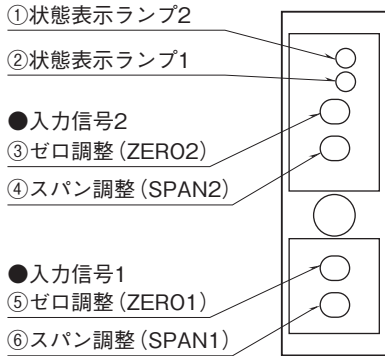 ①状態表示ランプ2
②状態表示ランプ1
●入力信号2
③ゼロ調整(ZERO2)
④スパン調整(SPAN2)
●入力信号1
⑤ゼロ調整(ZERO1)
⑥スパン調整(SPAN1)